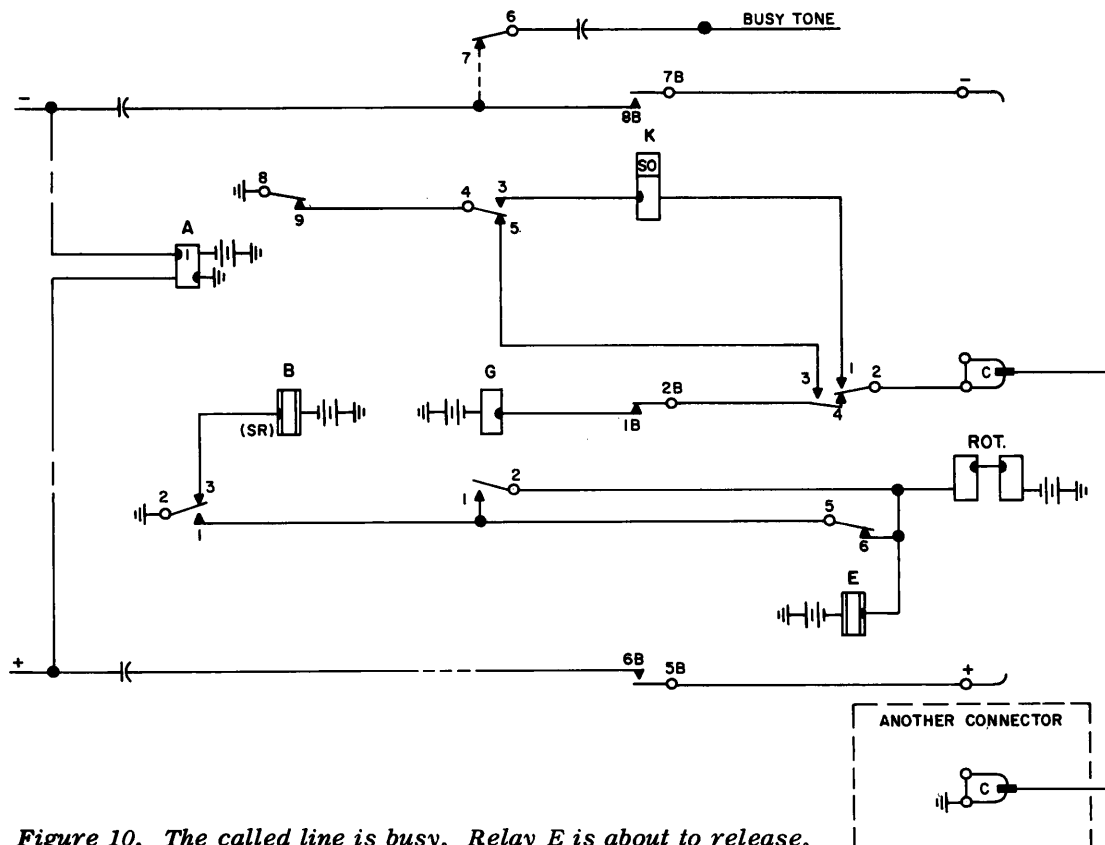 6
BUSY TONE
7
7B
−
−
8B
K
SO
8
4
3
9
5
A
1
3
1
2
C
B
G
2B
4
(SR)
1B
ROT.
2
3
2
1
1
5
6
E
6B
5B
+
+
ANOTHER CONNECTOR
C
Figure 10. The called line is busy. Relay E is about to release.